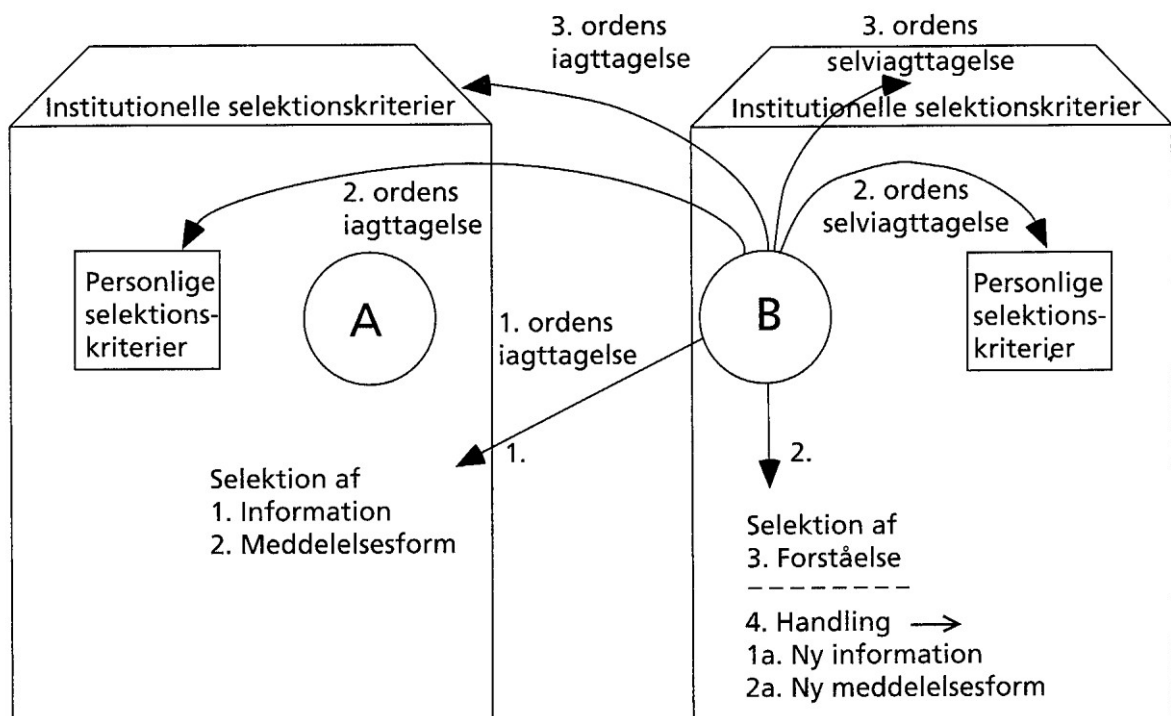 3. ordens
iagttagelse
3. ordens
selviagttagelse
Institutionelle selektionskriterier
Institutionelle selektionskriterier
2. ordens
iagttagelse
2. ordens
selviagttagelse
Personlige
selektions-
kriterier
A
1. ordens
iagttagelse
B
Personlige
selektions-
kriterier
1.
2.
Selektion af
1. Information
2. Meddelelsesform
Selektion af
3. Forståelse
4. Handling
1a. Ny information
2a. Ny meddelelsesform